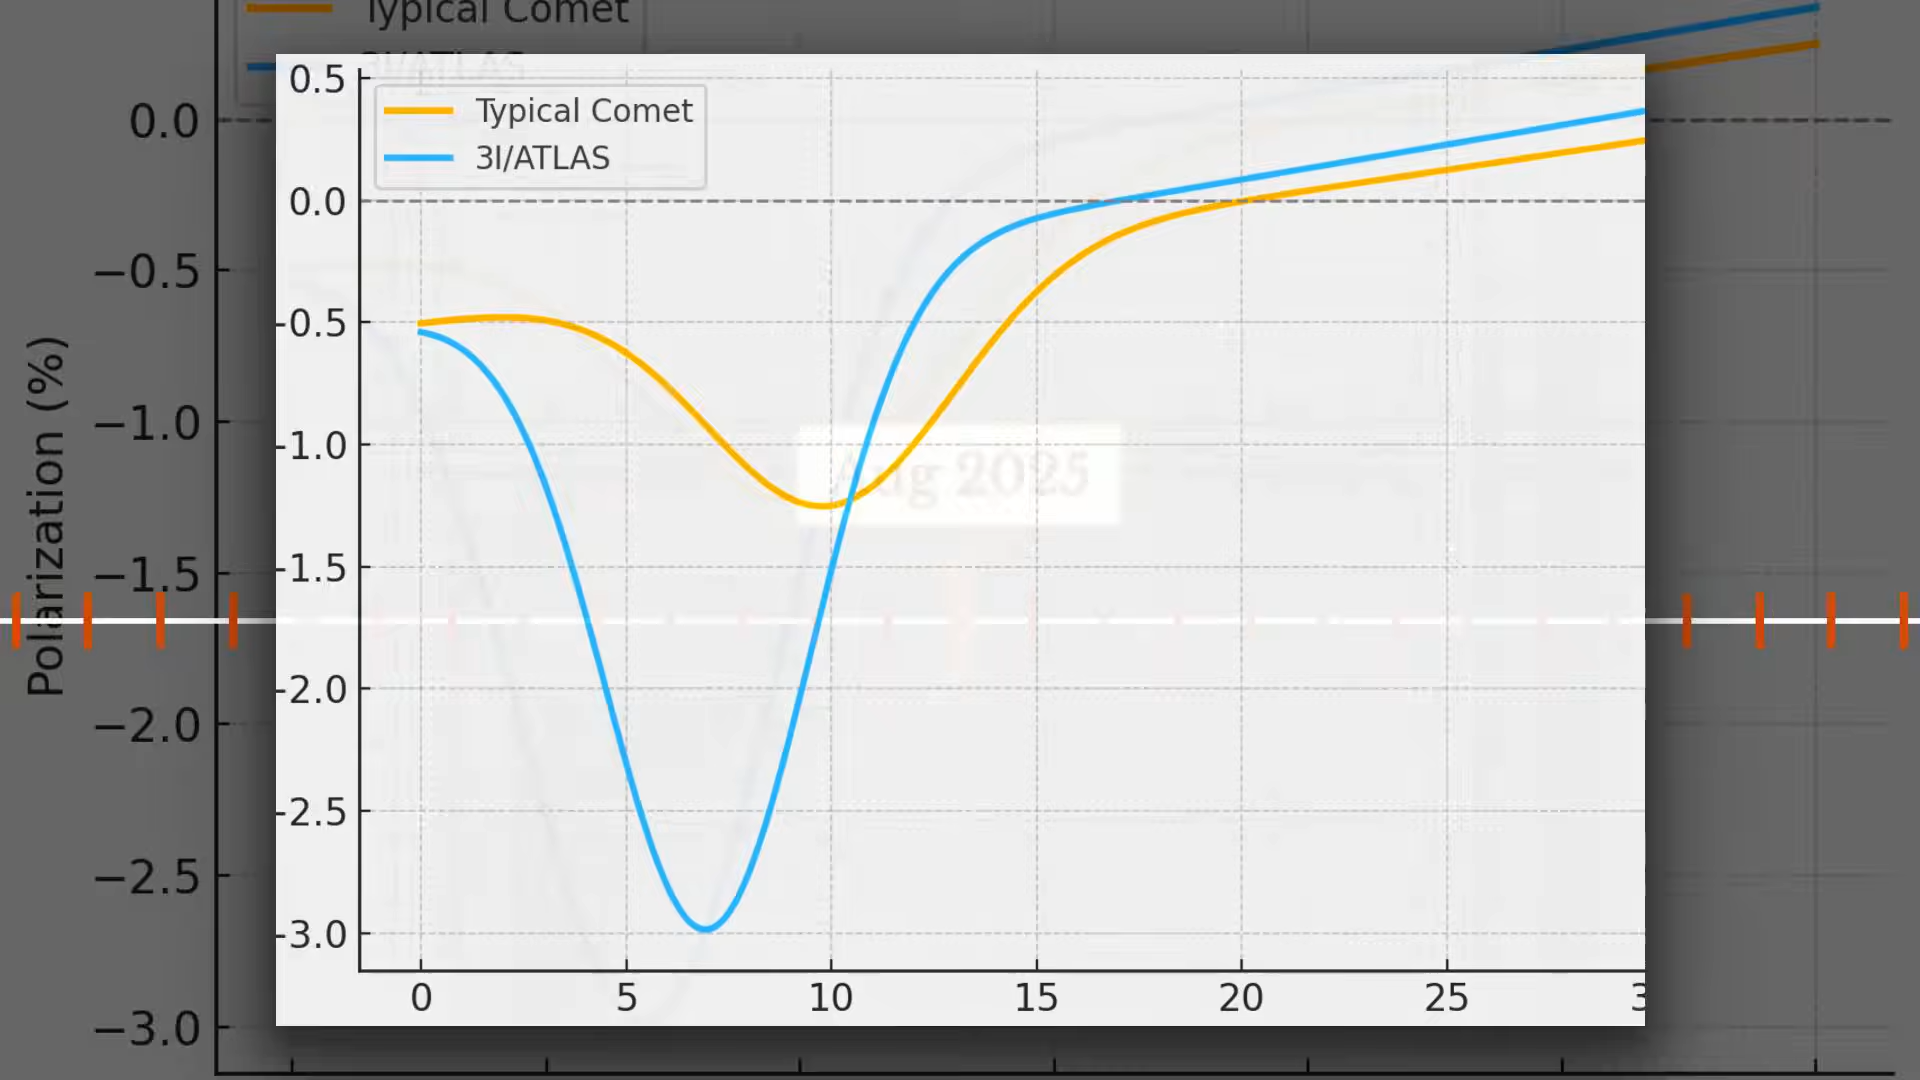 Typical Comet
3I/ATLAS
0.0
−0.5
−1.0
−1.5
−2.0
−2.5
−3.0
Polarization (%)
0.5
Typical Comet
3I/ATLAS
0.0
-0.5
-1.0
-1.5
-2.0
-2.5
-3.0
Aug 2025
0 5 10 15 20 25 3